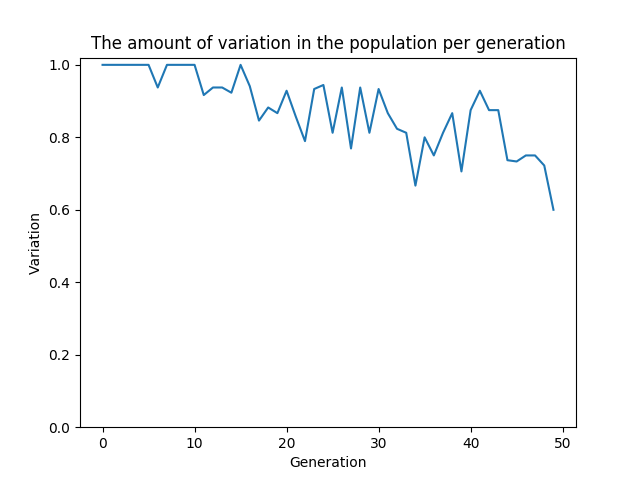 The amount of variation in the population per generation
1.0
0.8
0.6
0.4
0.2
0.0
Variation
0 10 20 30 40 50
Generation